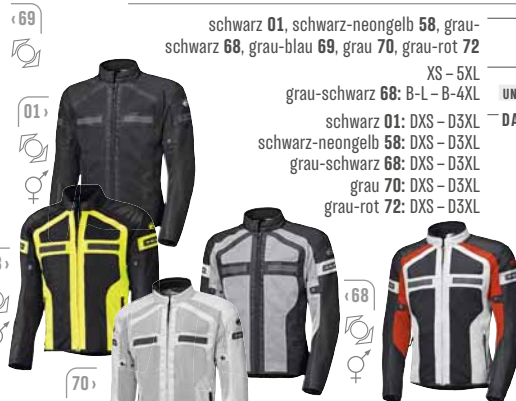 ‹69
schwarz 01, schwarz-neongelb 58, grau-
schwarz 68, grau-blau 69, grau 70, grau-rot 72
XS – 5XL
grau-schwarz 68: B-L – B-4XL
UN
01›
schwarz 01: DXS – D3XL
DA
schwarz-neongelb 58: DXS – D3XL
grau-schwarz 68: DXS – D3XL
grau 70: DXS – D3XL
grau-rot 72: DXS – D3XL
‹68
70›